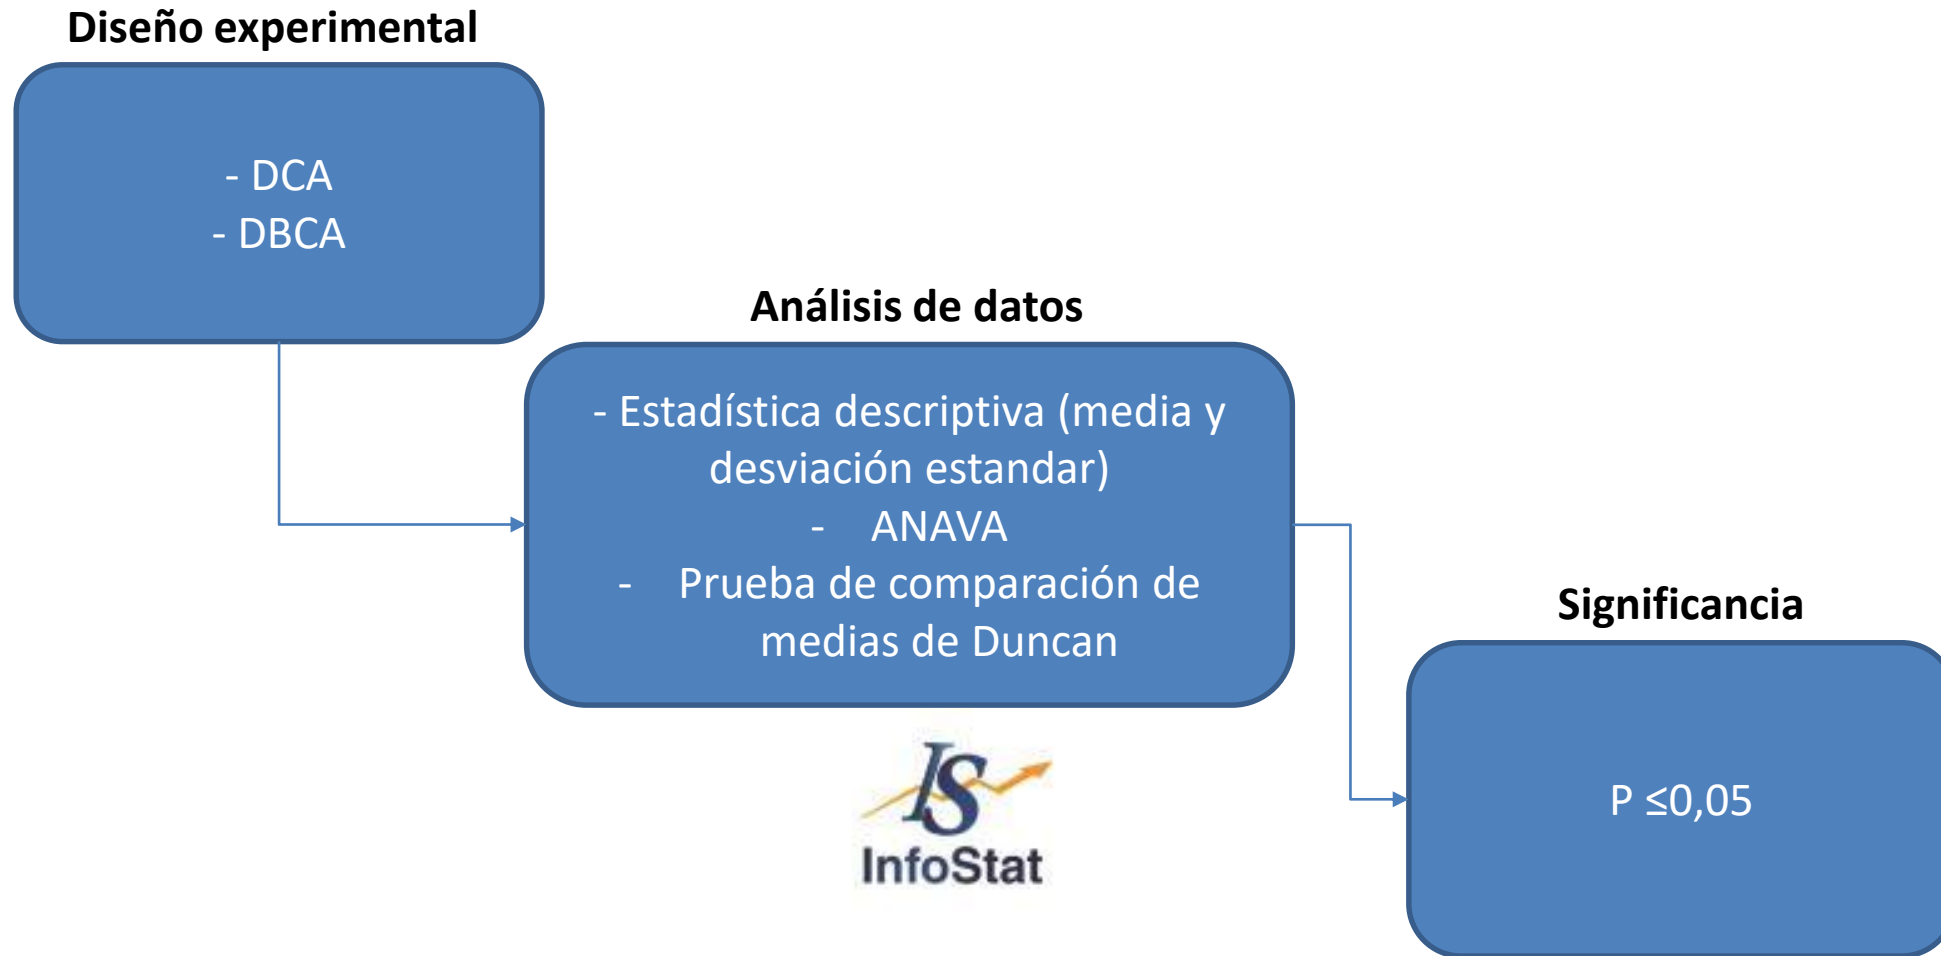 Diseño experimental
- DCA
- DBCA
Análisis de datos
- Estadística descriptiva (media y
desviación estandar)
- ANAVA
- Prueba de comparación de
medias de Duncan
IS
InfoStat
Significancia
P ≤0,05